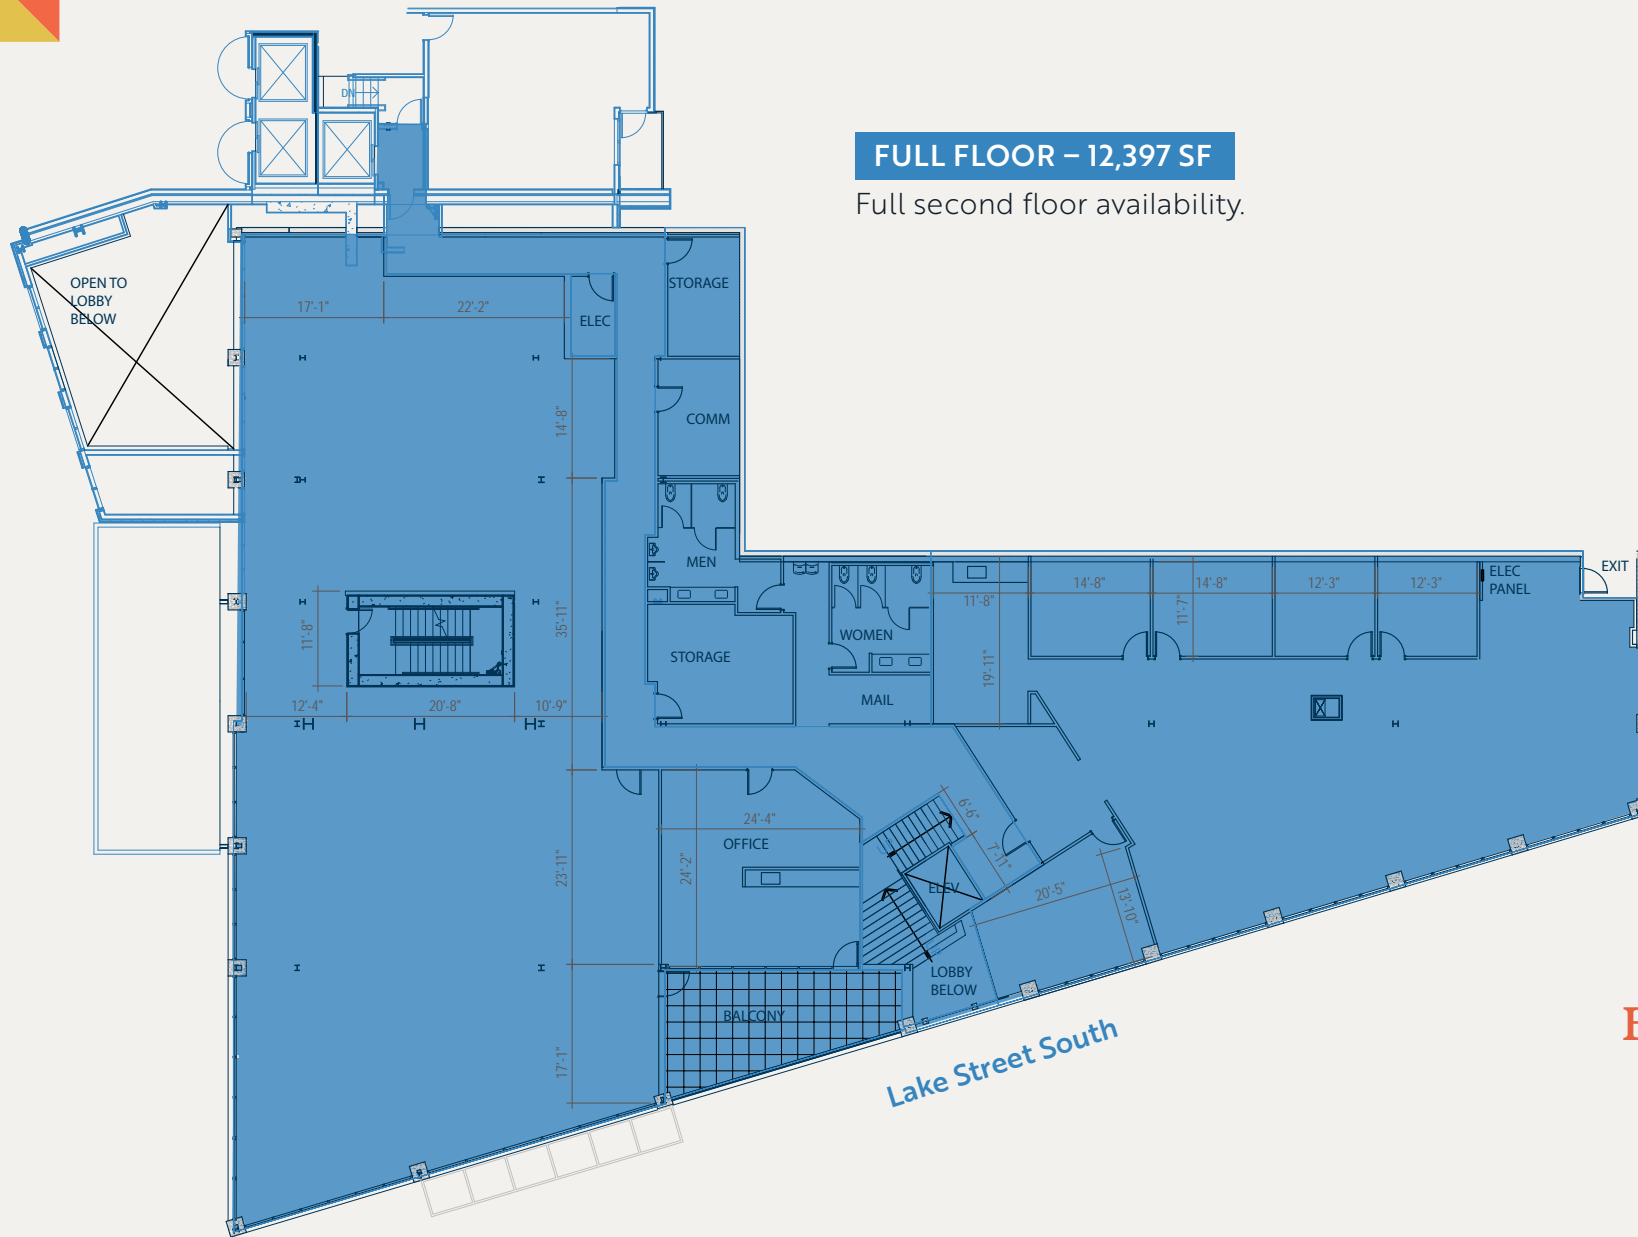 DN
FULL FLOOR – 12,397 SF
Full second floor availability.
OPEN TO
LOBBY
BELOW
17'-1"
22'-2"
STORAGE
ELEC
14'-8"
COMM
MEN
35'-11"
11'-8"
STORAGE
12'-4"
20'-8"
10'-9"
WOMEN
MAIL
11'-8"
19'-11"
14'-8"
11'-7"
14'-8"
12'-3"
12'-3"
ELEC
PANEL
EXIT
24'-4"
OFFICE
24'-2"
23'-11"
6'-6"
7'-11"
ELEV
20'-5"
13'-10"
LOBBY
BELOW
BALCONY
17'-1"
Lake Street South